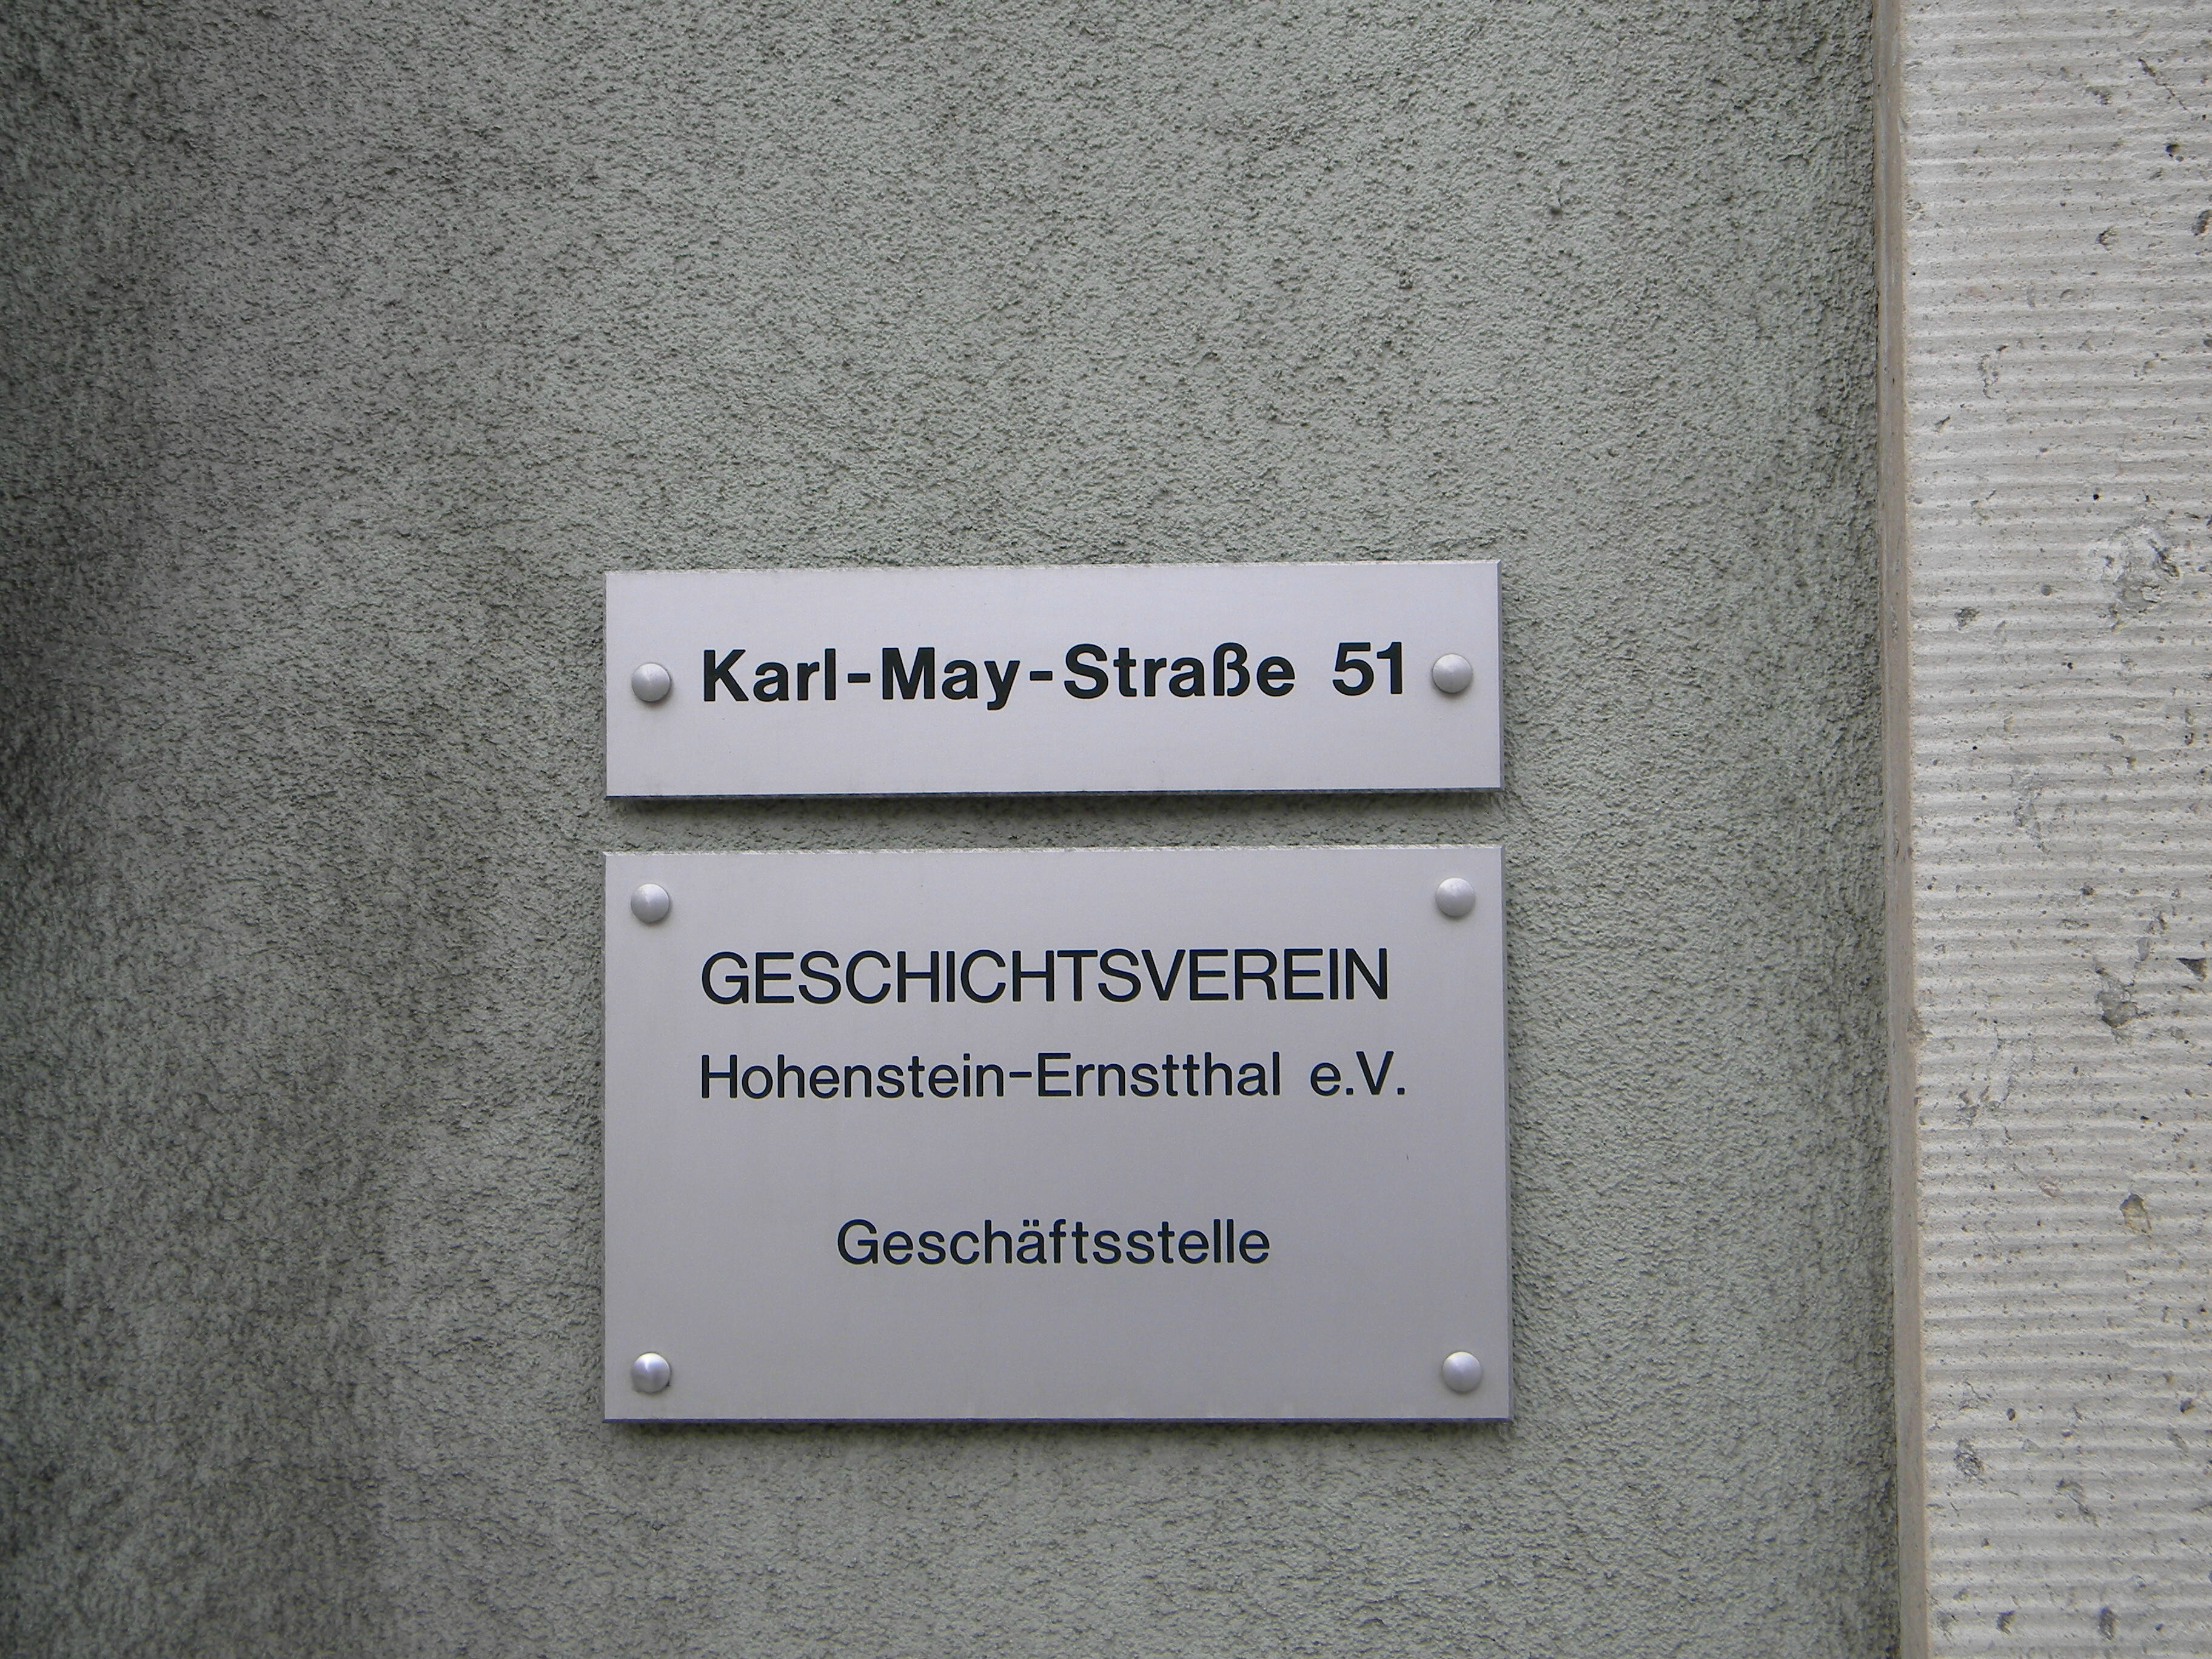 Karl-May-Straße 51
GESCHICHTSVEREIN
Hohenstein-Ernstthal e.V.
Geschäftsstelle